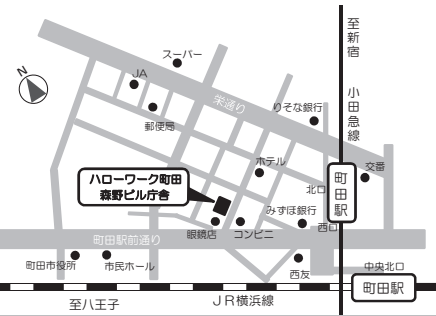 至新宿
小田急線
スーパー
N
JA
栄通り
りそな銀行
郵便局
ホテル
交番
ハローワーク町田
森野ビル庁舎
北口
町田駅
みずほ銀行
西口
眼鏡店
コンビニ
町田駅前通り
町田市役所
市民ホール
西友
中央北口
町田駅
至八王子
JR横浜線